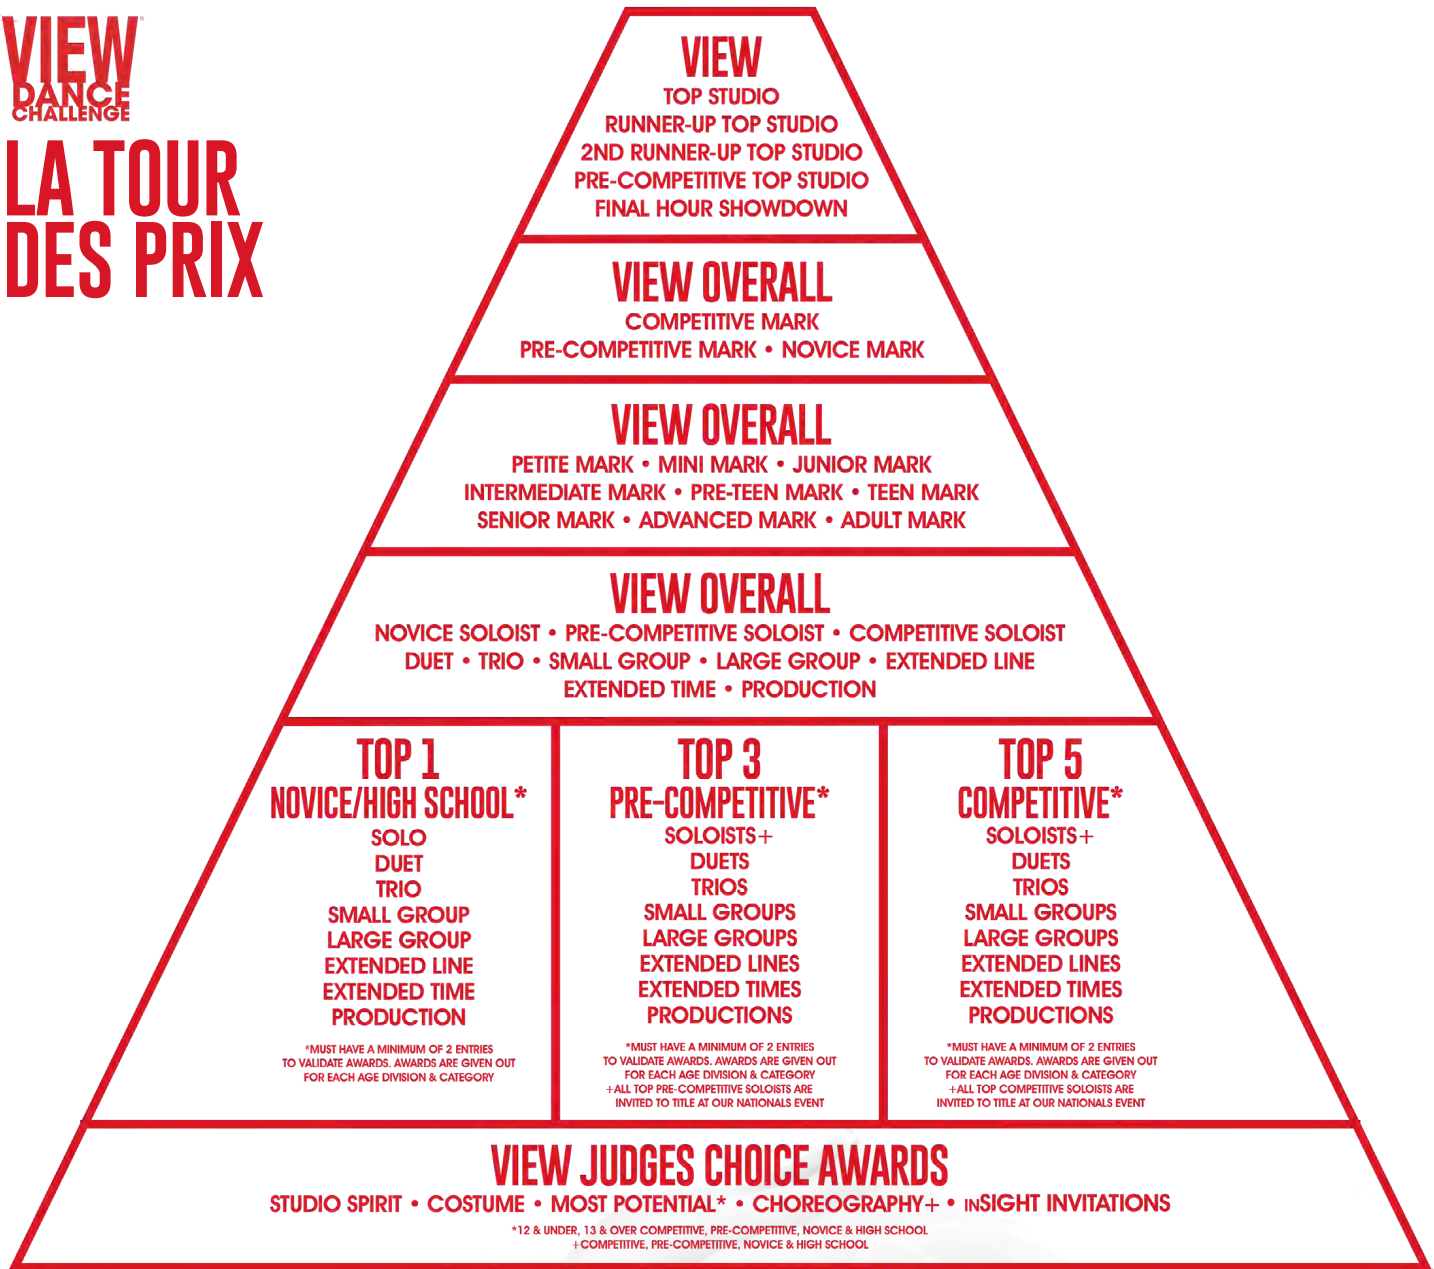 VIEW
DANCE
CHALLENGE
LA TOUR
DES PRIX
VIEW
TOP STUDIO
RUNNER-UP TOP STUDIO
2ND RUNNER-UP TOP STUDIO
PRE-COMPETITIVE TOP STUDIO
FINAL HOUR SHOWDOWN
VIEW OVERALL
COMPETITIVE MARK
PRE-COMPETITIVE MARK • NOVICE MARK
VIEW OVERALL
PETITE MARK • MINI MARK • JUNIOR MARK
INTERMEDIATE MARK • PRE-TEEN MARK • TEEN MARK
SENIOR MARK • ADVANCED MARK • ADULT MARK
VIEW OVERALL
NOVICE SOLOIST • PRE-COMPETITIVE SOLOIST • COMPETITIVE SOLOIST
DUET • TRIO • SMALL GROUP • LARGE GROUP • EXTENDED LINE
EXTENDED TIME • PRODUCTION
TOP 1
NOVICE/HIGH SCHOOL*
SOLO
DUET
TRIO
SMALL GROUP
LARGE GROUP
EXTENDED LINE
EXTENDED TIME
PRODUCTION
*MUST HAVE A MINIMUM OF 2 ENTRIES
TO VALIDATE AWARDS. AWARDS ARE GIVEN OUT
FOR EACH AGE DIVISION & CATEGORY
TOP 3
PRE-COMPETITIVE*
SOLOISTS+
DUETS
TRIOS
SMALL GROUPS
LARGE GROUPS
EXTENDED LINES
EXTENDED TIMES
PRODUCTIONS
*MUST HAVE A MINIMUM OF 2 ENTRIES
TO VALIDATE AWARDS. AWARDS ARE GIVEN OUT
FOR EACH AGE DIVISION & CATEGORY
+ALL TOP PRE-COMPETITIVE SOLOISTS ARE
INVITED TO TITLE AT OUR NATIONALS EVENT
TOP 5
COMPETITIVE*
SOLOISTS+
DUETS
TRIOS
SMALL GROUPS
LARGE GROUPS
EXTENDED LINES
EXTENDED TIMES
PRODUCTIONS
*MUST HAVE A MINIMUM OF 2 ENTRIES
TO VALIDATE AWARDS. AWARDS ARE GIVEN OUT
FOR EACH AGE DIVISION & CATEGORY
+ALL TOP COMPETITIVE SOLOISTS ARE
INVITED TO TITLE AT OUR NATIONALS EVENT
VIEW JUDGES CHOICE AWARDS
STUDIO SPIRIT • COSTUME • MOST POTENTIAL* • CHOREOGRAPHY+ • INSIGHT INVITATIONS
*12 & UNDER, 13 & OVER COMPETITIVE, PRE-COMPETITIVE, NOVICE & HIGH SCHOOL
+COMPETITIVE, PRE-COMPETITIVE, NOVICE & HIGH SCHOOL